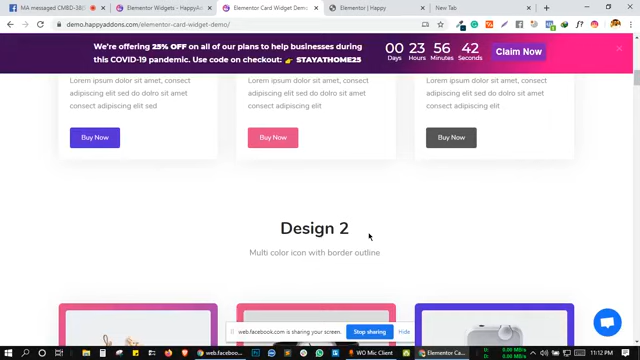 MA messaged CMBD-38(
Elementor Widgets - HappyAd
Elementor Card Widget Demo
Elementor | Happy
New Tab
demo.happyaddons.com/elementor-card-widget-demo/
We're offering 25% OFF on all of our plans to help businesses during
this COVID-19 pandemic. Use code on checkout: 👉 STAYATHOME25
00 23 56 42
Days Hours Minutes Seconds
Claim Now
Lorem ipsum dolor sit amet, consect
adipiscing elit sed do dolro sit amet
consect adipiscing elit sed
Buy Now
Lorem ipsum dolor sit amet, consect
adipiscing elit sed do dolro sit amet
consect adipiscing elit
Buy Now
Lorem ipsum dolor sit amet, consect
adipiscing elit sed do dolro sit amet
consect adipiscing elit
Buy Now
Design 2
Multi color icon with border outline
web.facebook.com is sharing your screen.
Stop sharing
Hide
web.facebook...
WO Mic Client
Elementor Ca...
U: 0.00 MB/s
D: 0.00 MB/s
11:12 PM